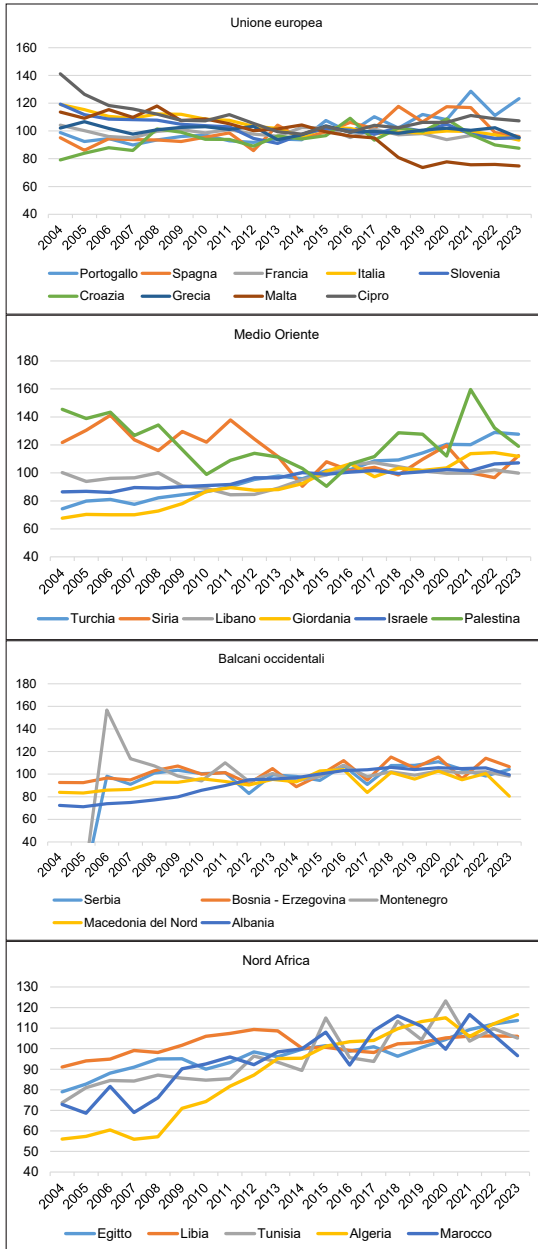 Unione europea
160
140
120
100
80
60
40
2004 2005 2006 2007 2008 2009 2010 2011 2012 2013 2014 2015 2016 2017 2018 2019 2020 2021 2022 2023
Portogallo Spagna Francia Italia Slovenia
Croazia Grecia Malta Cipro
Medio Oriente
180
160
140
120
100
80
60
40
2004 2005 2006 2007 2008 2009 2010 2011 2012 2013 2014 2015 2016 2017 2018 2019 2020 2021 2022 2023
Turchia Siria Libano Giordania Israele Palestina
Balcani occidentali
180
160
140
120
100
80
60
40
2004 2005 2006 2007 2008 2009 2010 2011 2012 2013 2014 2015 2016 2017 2018 2019 2020 2021 2022 2023
Serbia Bosnia - Erzegovina Montenegro
Macedonia del Nord Albania
Nord Africa
130
120
110
100
90
80
70
60
50
40
2004 2005 2006 2007 2008 2009 2010 2011 2012 2013 2014 2015 2016 2017 2018 2019 2020 2021 2022 2023
Egitto Libia Tunisia Algeria Marocco